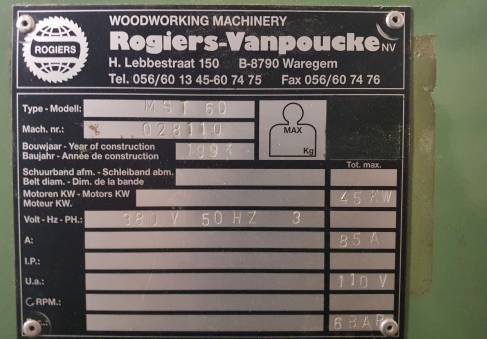 WOODWORKING MACHINERY
ROGIERS
Rogiers-Vanpoucke NV
H. Lebbestraat 150 B-8790 Waregem
Tel. 056/60 13 45-60 74 75 Fax 056/60 74 76
Type - Modell: MST 60
Mach. nr.: 028110
MAX
Kg
Bouwjaar - Year of construction
Baujahr - Année de construction 1994
Tot. max.
Schuurband afm. - Schleiband abm.
Belt diam. - Dim. de la bande
Motoren KW - Motors KW
Moteur KW. 45 KW
Volt - Hz - PH.: 380 V 50 HZ 3
A: 85 A
I.P.:
U.a.: 110 V
RPM.:
6BAR